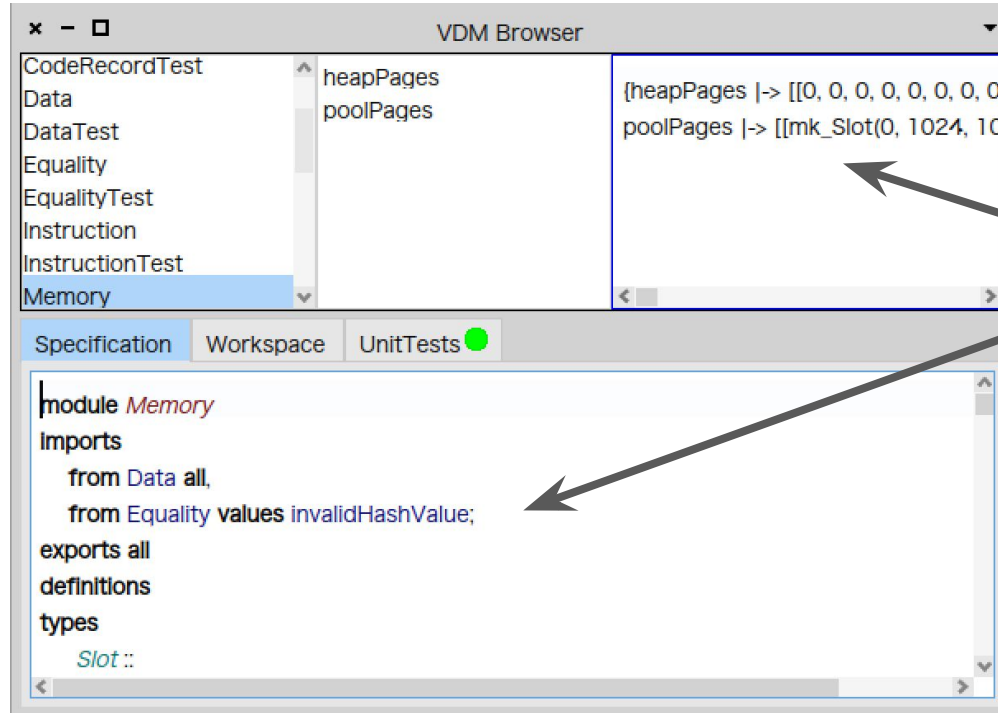 VDM Browser
CodeRecordTest
Data
DataTest
Equality
EqualityTest
Instruction
InstructionTest
Memory
heapPages
poolPages
{heapPages |-> [[0, 0, 0, 0, 0, 0, 0, 0
poolPages |-> [[mk_Slot(0, 1024, 10
Specification Workspace UnitTests
module Memory
imports
from Data all,
from Equality values invalidHashValue;
exports all
definitions
types
Slot ::